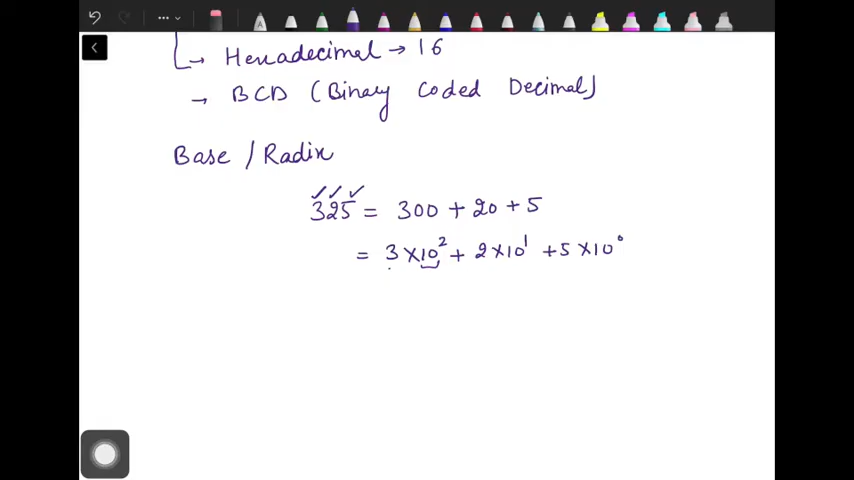 → Hexadecimal → 16
→ BCD (Binary Coded Decimal)
Base / Radix
325 = 300 + 20 + 5
= 3 × 10² + 2 × 10¹ + 5 × 10⁰